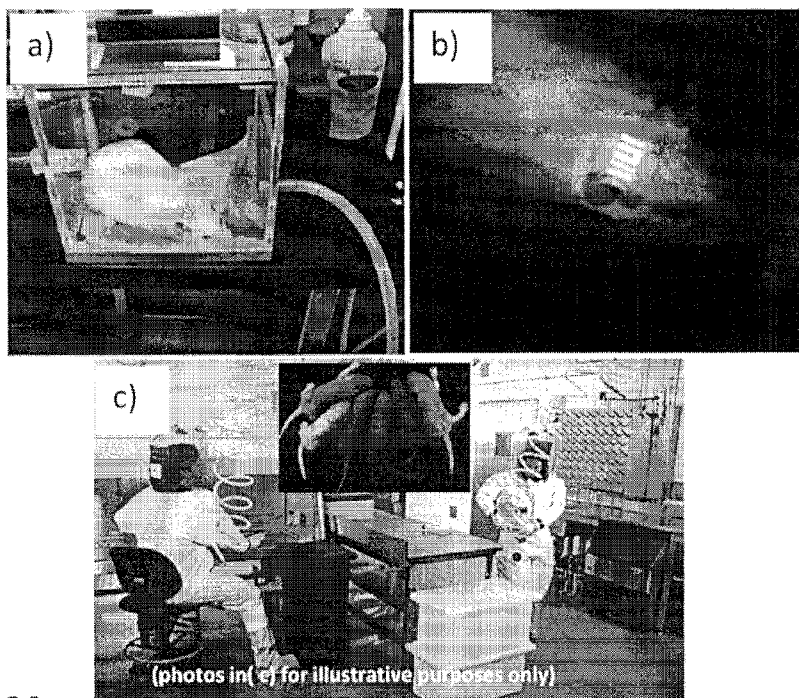 a)
b)
c)
(photos in( c) for illustrative purposes only)